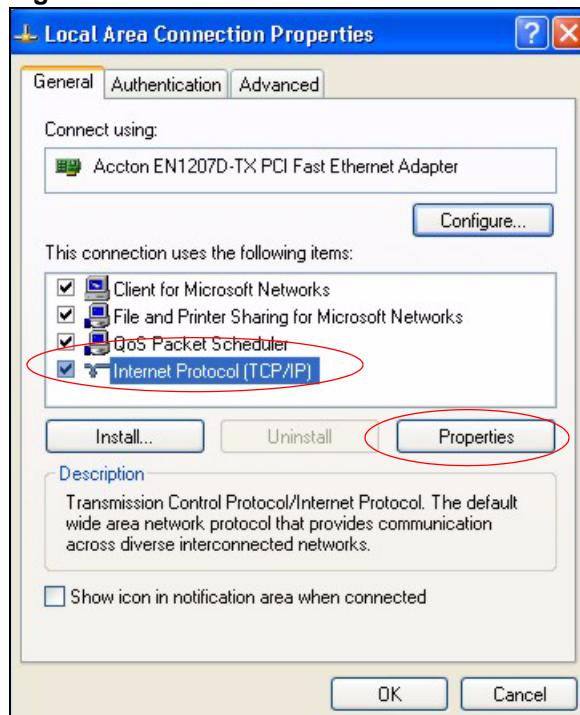 Local Area Connection Properties
General Authentication Advanced
Connect using:
Accton EN1207D-TX PCI Fast Ethernet Adapter
Configure...
This connection uses the following items:
Client for Microsoft Networks
File and Printer Sharing for Microsoft Networks
QoS Packet Scheduler
Internet Protocol (TCP/IP)
Install... Uninstall Properties
Description
Transmission Control Protocol/Internet Protocol. The default
wide area network protocol that provides communication
across diverse interconnected networks.
Show icon in notification area when connected
OK Cancel